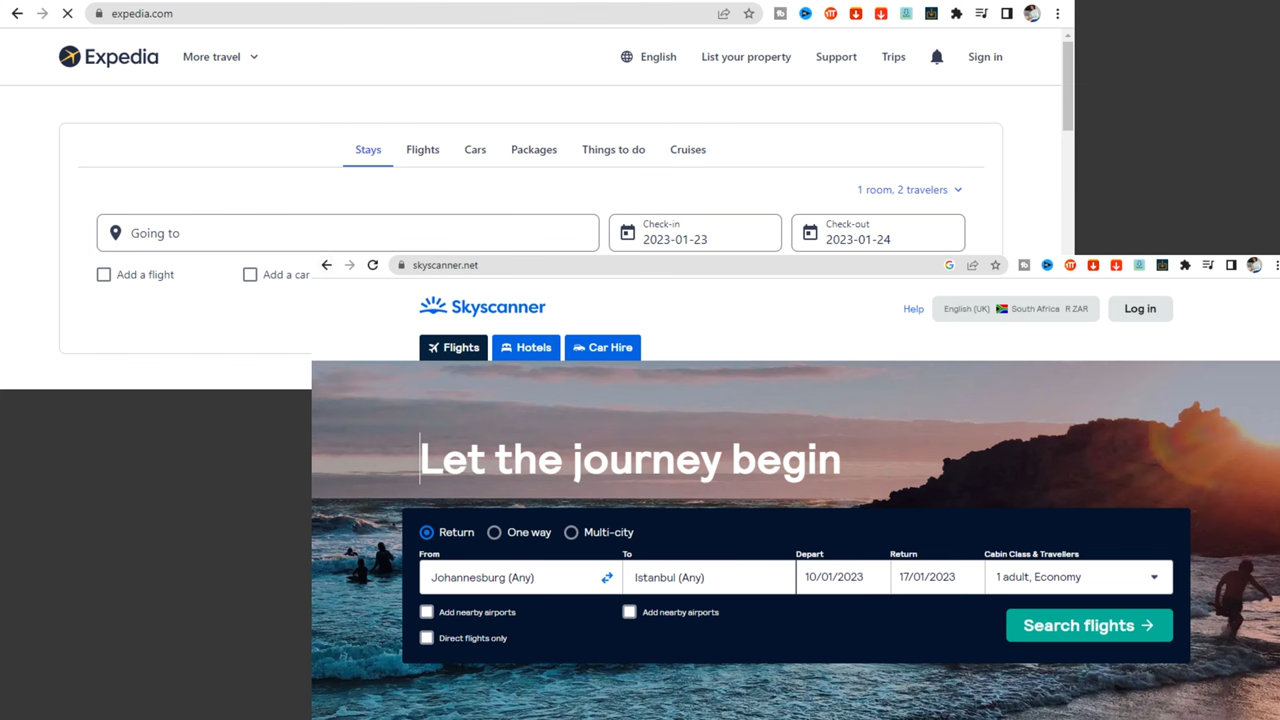 expedia.com
Expedia More travel English List your property Support Trips Sign in
Stays Flights Cars Packages Things to do Cruises
1 room, 2 travelers
Going to
Check-in
2023-01-23
Check-out
2023-01-24
Add a flight Add a car
skyscanner.net
Skyscanner
Help English (UK) South Africa R ZAR Log in
Flights Hotels Car Hire
Let the journey begin
Return One way Multi-city
From To Depart Return Cabin Class & Travellers
Johannesburg (Any) Istanbul (Any) 10/01/2023 17/01/2023 1 adult, Economy
Add nearby airports Add nearby airports
Direct flights only
Search flights